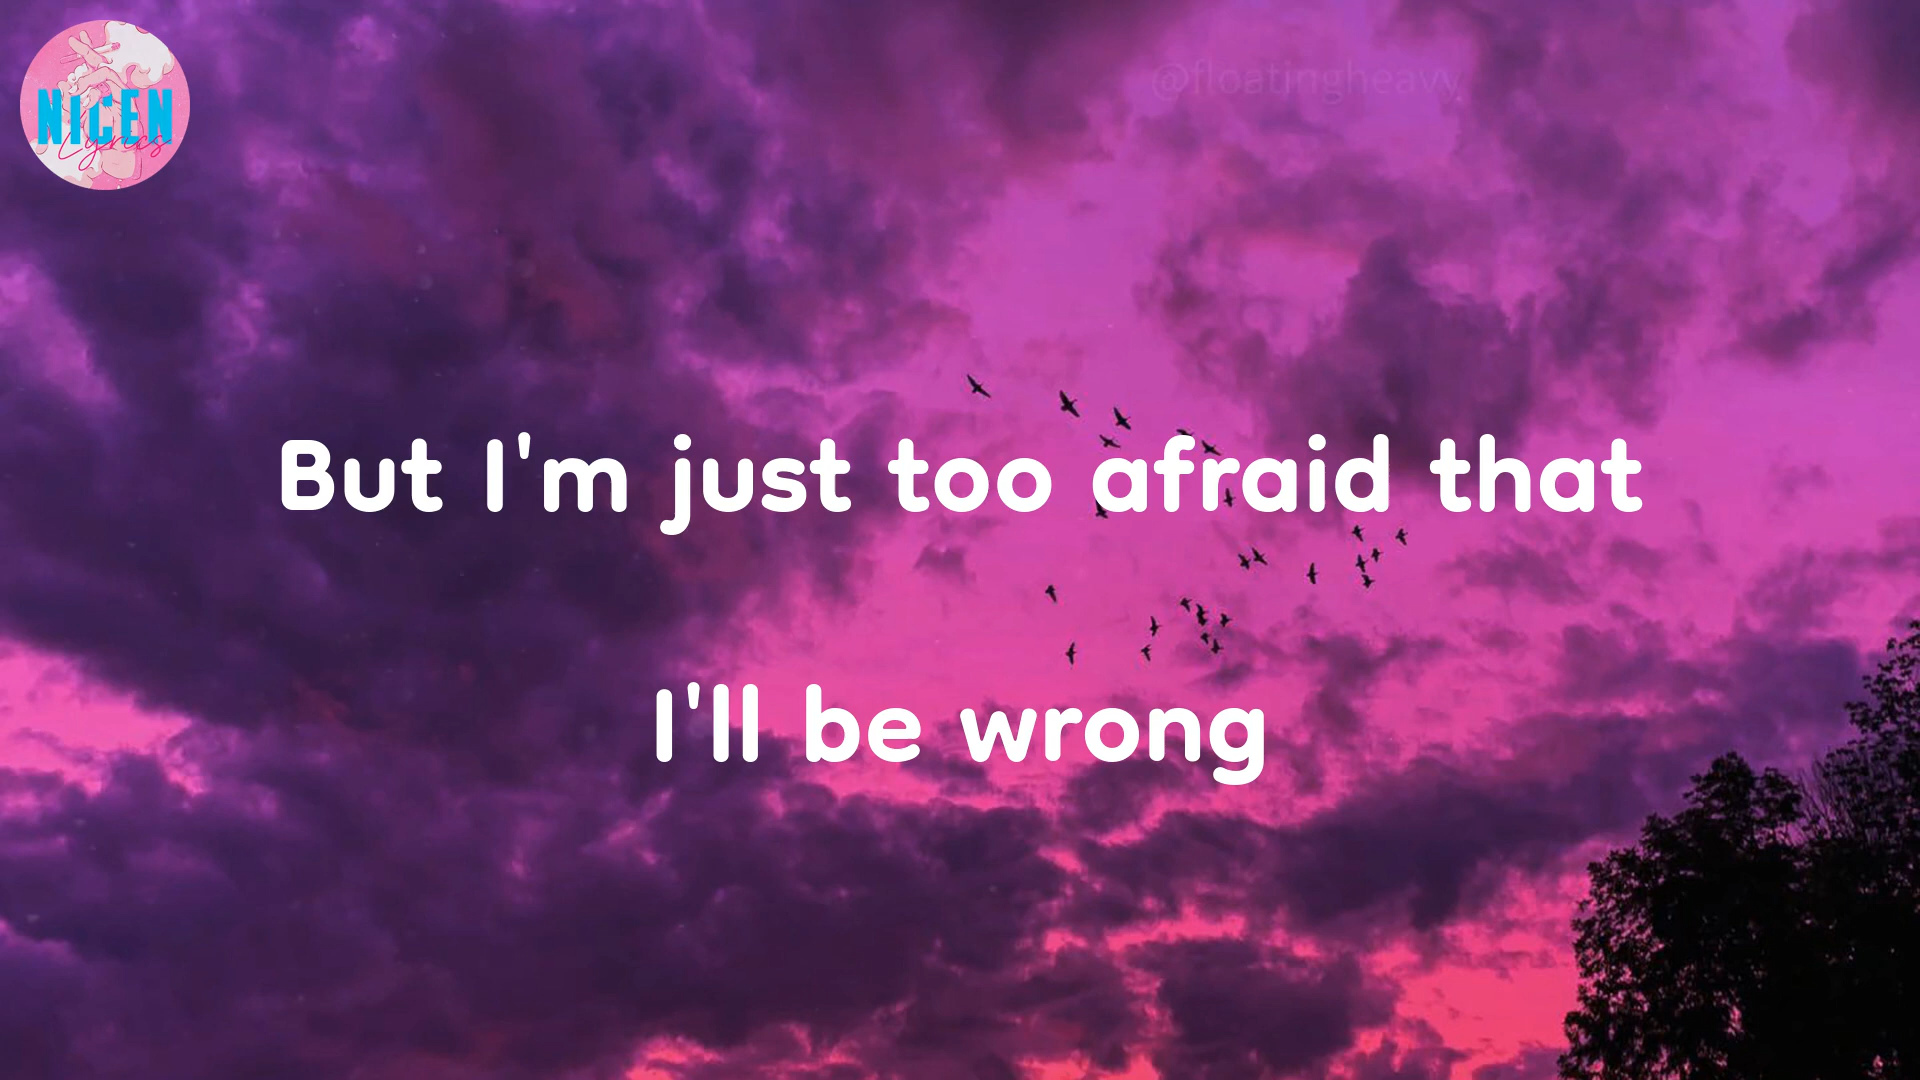 NICEN
Lyrics
@floatingheavy
But I'm just too afraid that
I'll be wrong